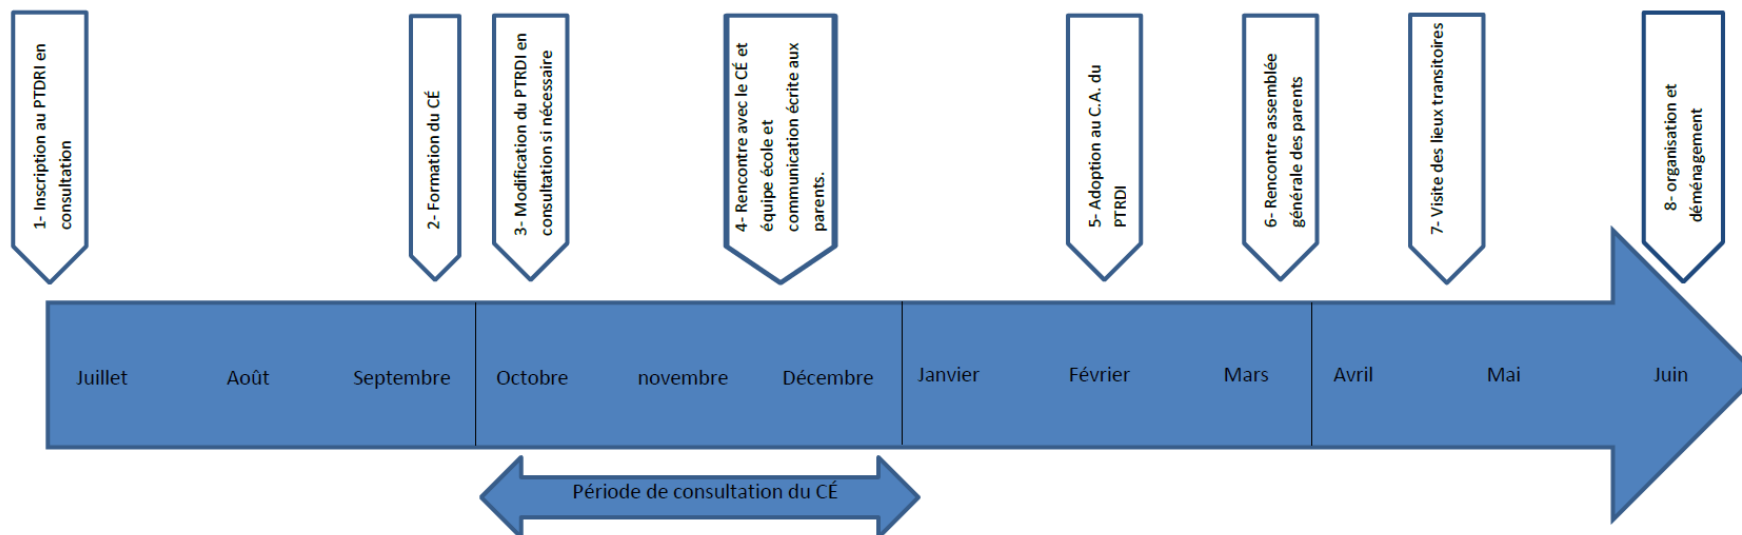 1- Inscription au PTDRI en
consultation
2- Formation du CÉ
3- Modification du PTRDI en
consultation si nécessaire
4- Rencontre avec le CÉ et
équipe école et
communication écrite aux
parents.
5- Adoption au C.A. du
PTRDI
6- Rencontre assemblée
générale des parents
7- Visite des lieux transitoires
8- organisation et
déménagement
Juillet Août Septembre Octobre novembre Décembre Janvier Février Mars Avril Mai Juin
Période de consultation du CÉ